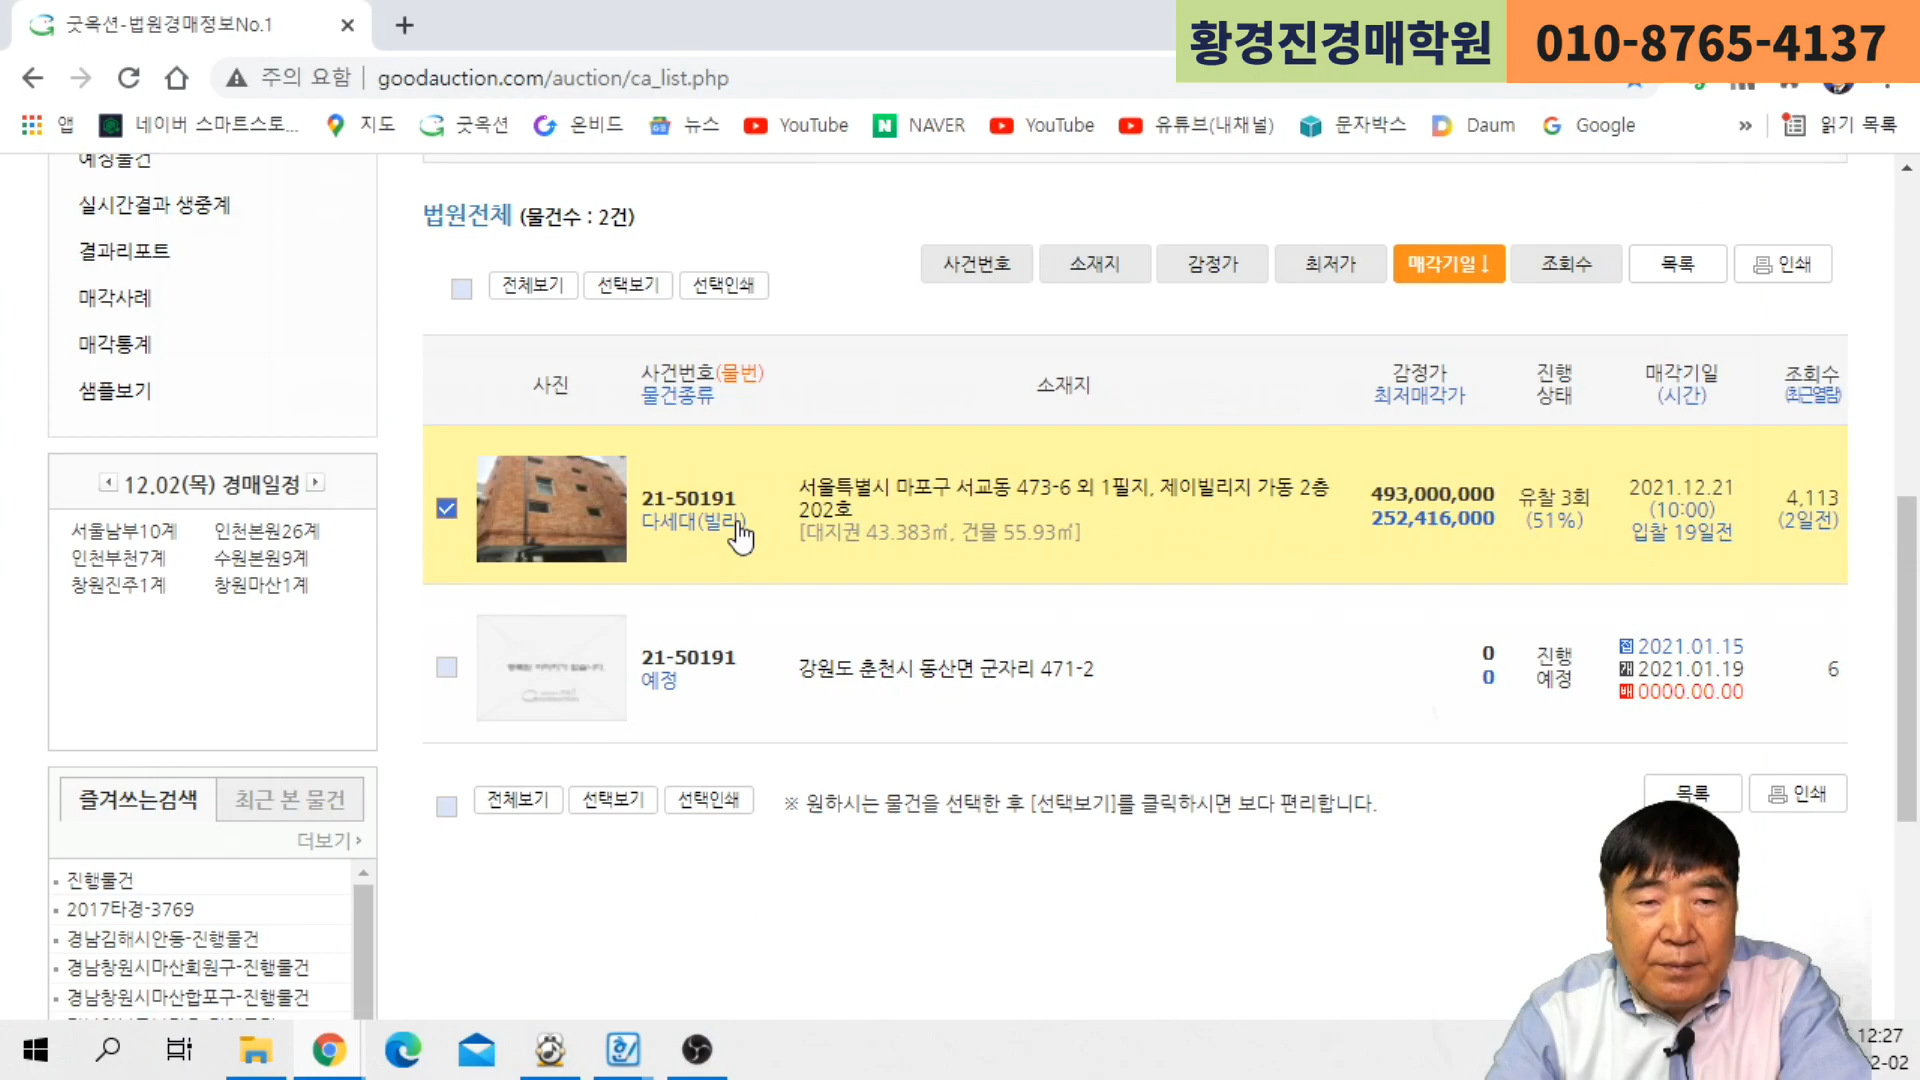 굿옥션-법원경매정보No.1
황경진경매학원
010-8765-4137
주의 요함
goodauction.com/auction/ca_list.php
앱
네이버 스마트스토...
지도
굿옥션
온비드
뉴스
YouTube
NAVER
YouTube
유튜브(내채널)
문자박스
Daum
Google
»
읽기 목록
예정물건
실시간결과 생중계
결과리포트
매각사례
매각통계
샘플보기
12.02(목) 경매일정
서울남부10계 인천본원26계
인천부천7계 수원본원9계
창원진주1계 창원마산1계
즐겨쓰는검색
최근 본 물건
더보기 ›
진행물건
2017타경-3769
경남김해시안동-진행물건
경남창원시마산회원구-진행물건
경남창원시마산합포구-진행물건
법원전체 (물건수 : 2건)
사건번호
소재지
감정가
최저가
매각기일↓
조회수
목록
인쇄
전체보기
선택보기
선택인쇄
사진
사건번호(물번)
물건종류
소재지
감정가
최저매각가
진행
상태
매각기일
(시간)
조회수
(최근열람)
21-50191
다세대(빌라)
서울특별시 마포구 서교동 473-6 외 1필지, 제이빌리지 가동 2층
202호
[대지권 43.383㎡, 건물 55.93㎡]
493,000,000
252,416,000
유찰 3회
(51%)
2021.12.21
(10:00)
입찰 19일전
4,113
(2일전)
21-50191
예정
강원도 춘천시 동산면 군자리 471-2
0
0
진행
예정
2021.01.15
2021.01.19
배 0000.00.00
6
전체보기
선택보기
선택인쇄
※ 원하시는 물건을 선택한 후 [선택보기]를 클릭하시면 보다 편리합니다.
목록
인쇄
12:27
2-02